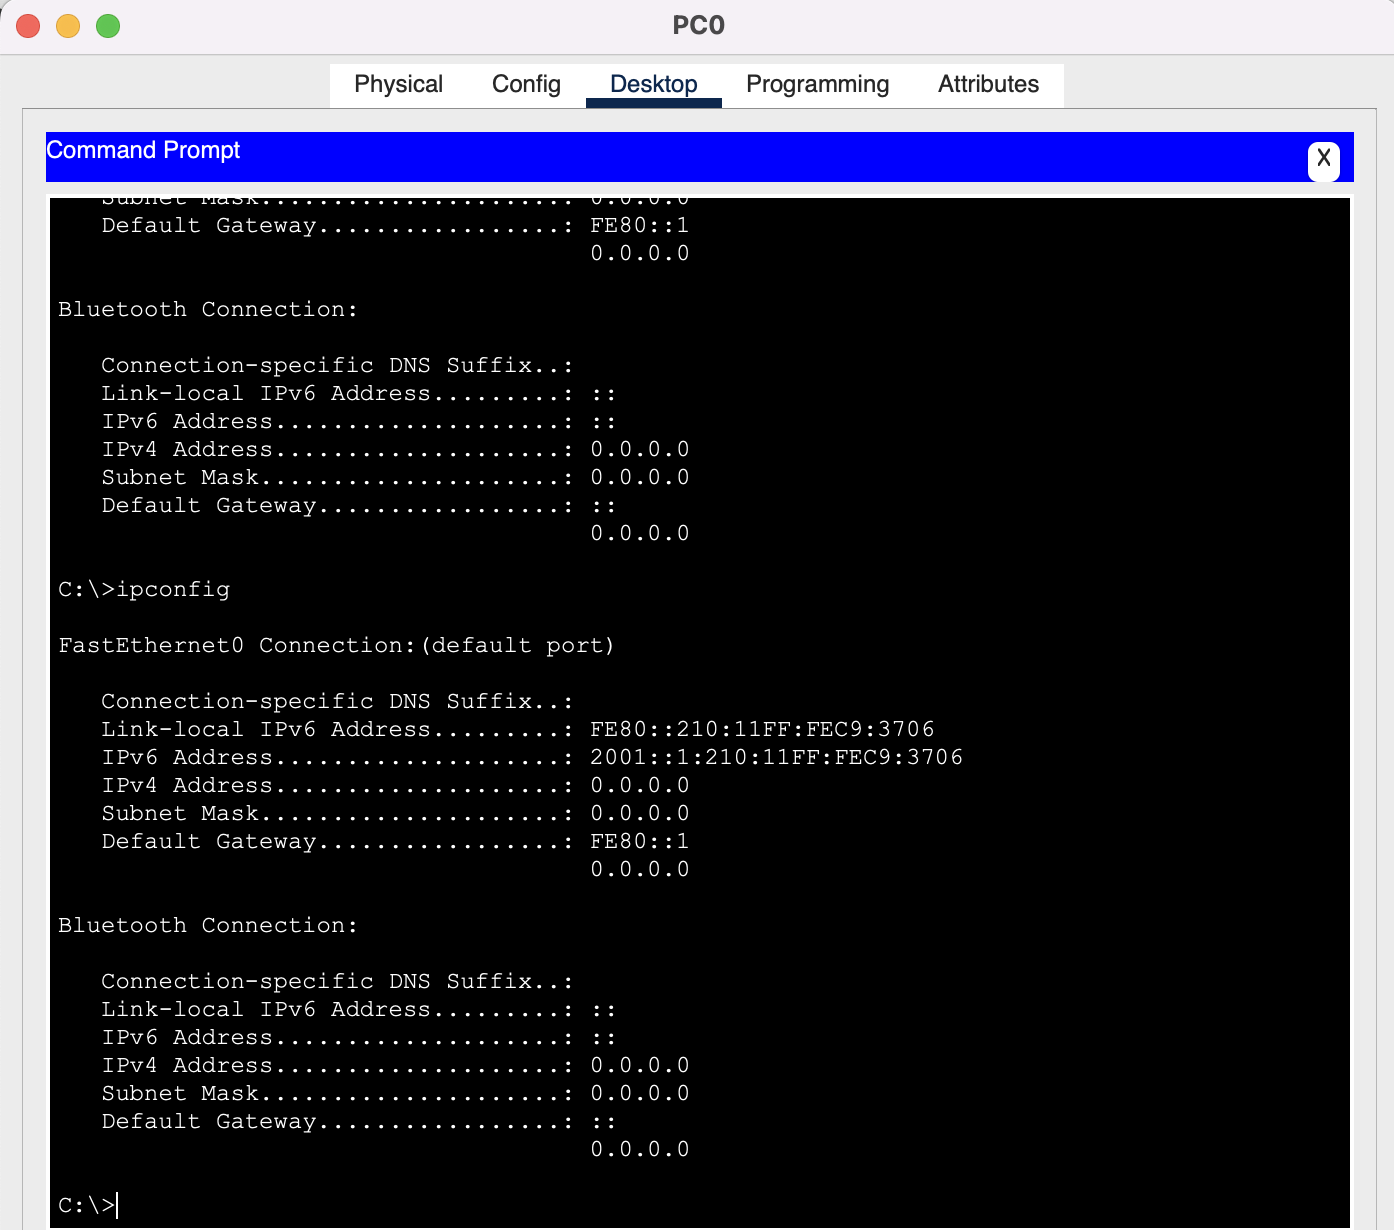 PC0
Physical Config Desktop Programming Attributes
Command Prompt
X
   Subnet Mask.....................: 0.0.0.0
   Default Gateway.................: FE80::1
                                     0.0.0.0
Bluetooth Connection:
   Connection-specific DNS Suffix..:
   Link-local IPv6 Address.........: ::
   IPv6 Address....................: ::
   IPv4 Address....................: 0.0.0.0
   Subnet Mask.....................: 0.0.0.0
   Default Gateway.................: ::
                                     0.0.0.0
C:\>ipconfig
FastEthernet0 Connection:(default port)
   Connection-specific DNS Suffix..:
   Link-local IPv6 Address.........: FE80::210:11FF:FEC9:3706
   IPv6 Address....................: 2001::1:210:11FF:FEC9:3706
   IPv4 Address....................: 0.0.0.0
   Subnet Mask.....................: 0.0.0.0
   Default Gateway.................: FE80::1
                                     0.0.0.0
Bluetooth Connection:
   Connection-specific DNS Suffix..:
   Link-local IPv6 Address.........: ::
   IPv6 Address....................: ::
   IPv4 Address....................: 0.0.0.0
   Subnet Mask.....................: 0.0.0.0
   Default Gateway.................: ::
                                     0.0.0.0
C:\>